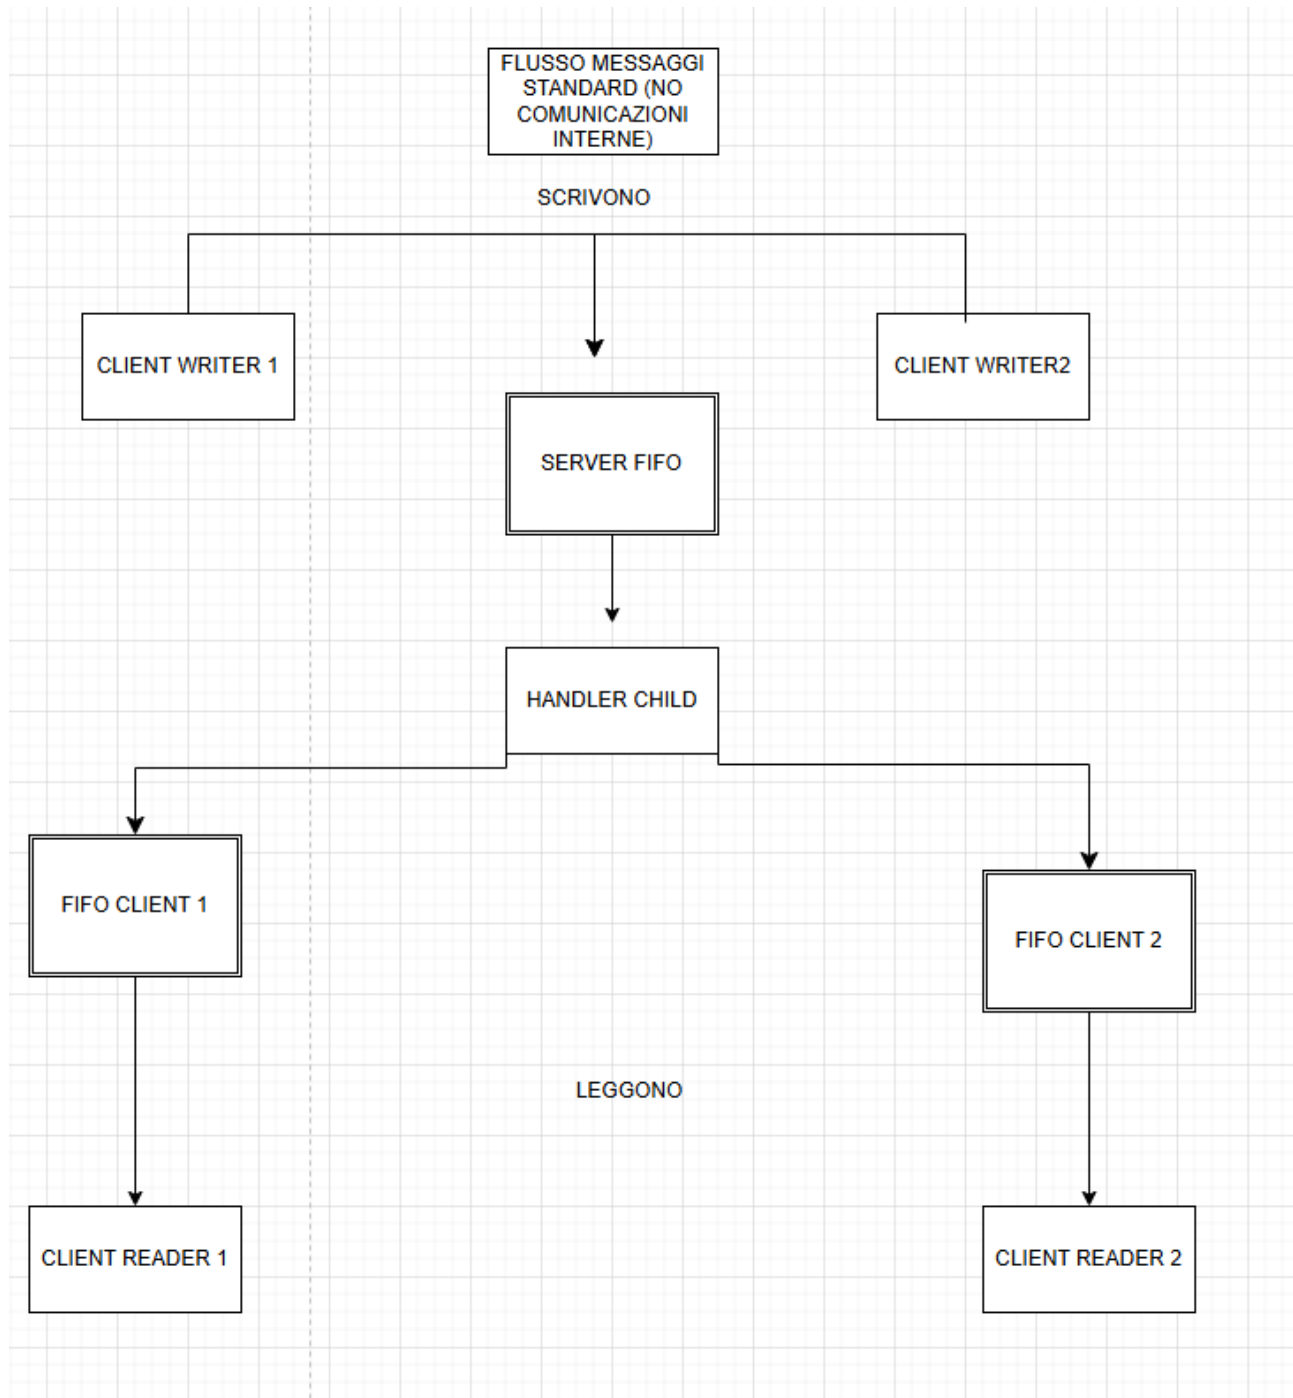 FLUSSO MESSAGGI
STANDARD (NO
COMUNICAZIONI
INTERNE)
SCRIVONO
CLIENT WRITER 1
CLIENT WRITER2
SERVER FIFO
HANDLER CHILD
FIFO CLIENT 1
FIFO CLIENT 2
LEGGONO
CLIENT READER 1
CLIENT READER 2